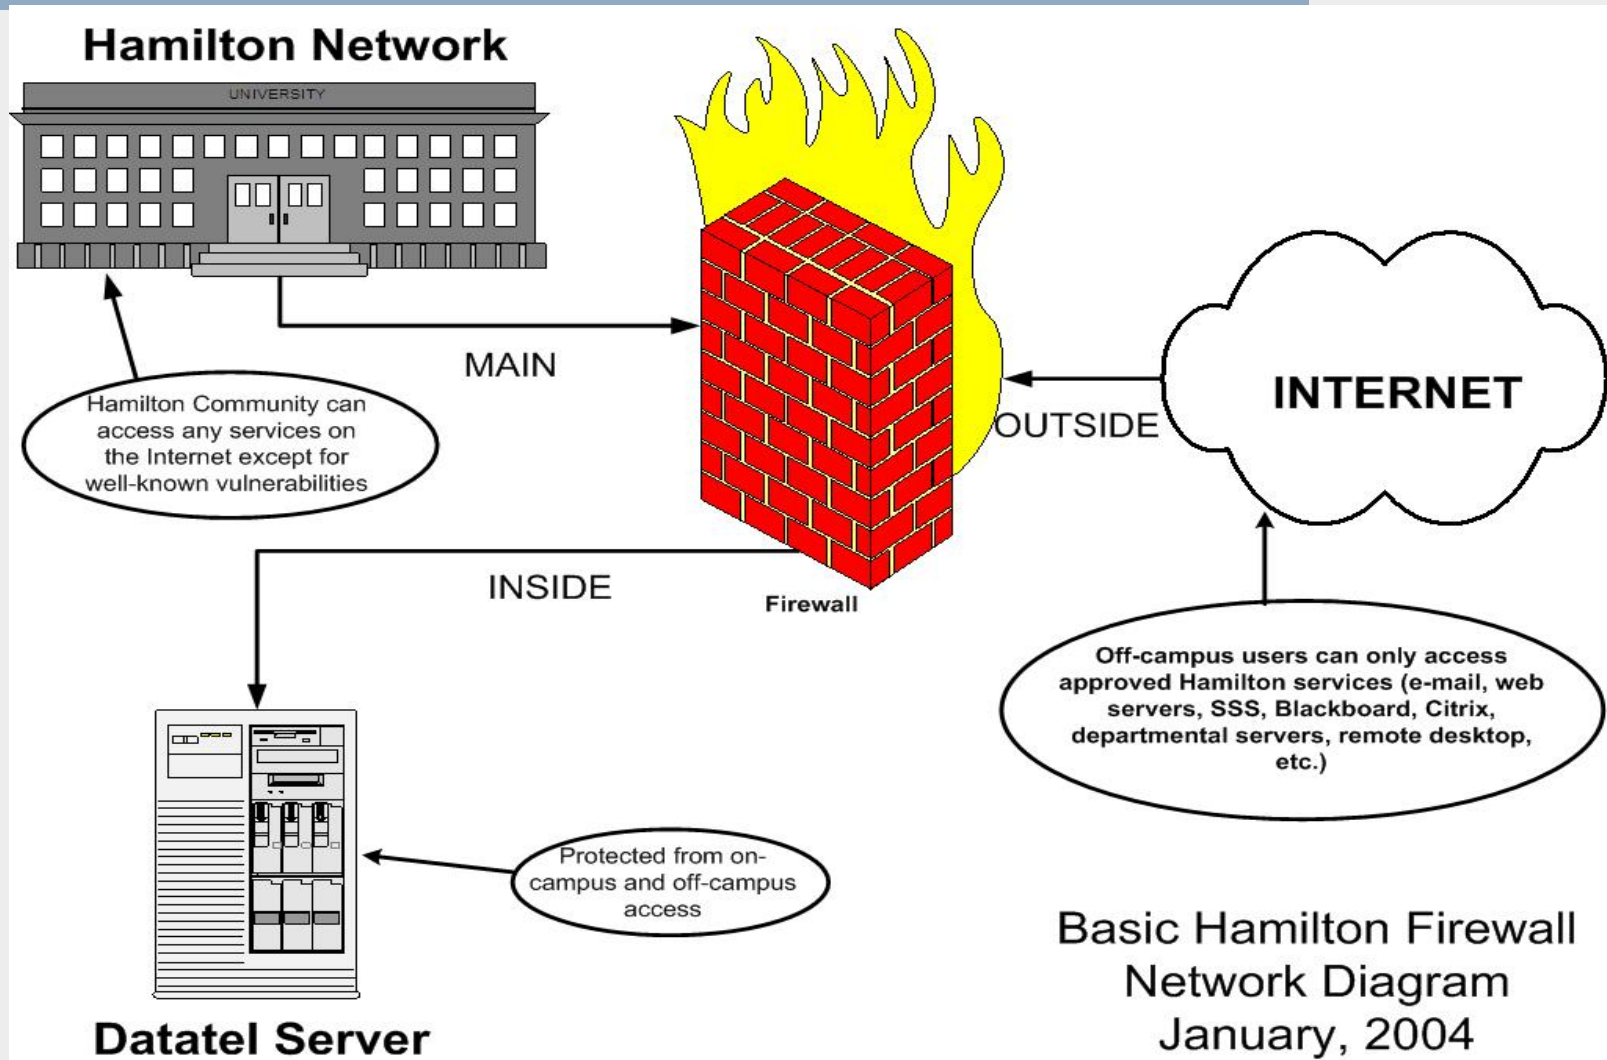 Hamilton Network
UNIVERSITY
MAIN
Hamilton Community can
access any services on
the Internet except for
well-known vulnerabilities
INTERNET
OUTSIDE
INSIDE
Firewall
Off-campus users can only access
approved Hamilton services (e-mail, web
servers, SSS, Blackboard, Citrix,
departmental servers, remote desktop,
etc.)
Protected from on-
campus and off-campus
access
Datatel Server
Basic Hamilton Firewall
Network Diagram
January, 2004